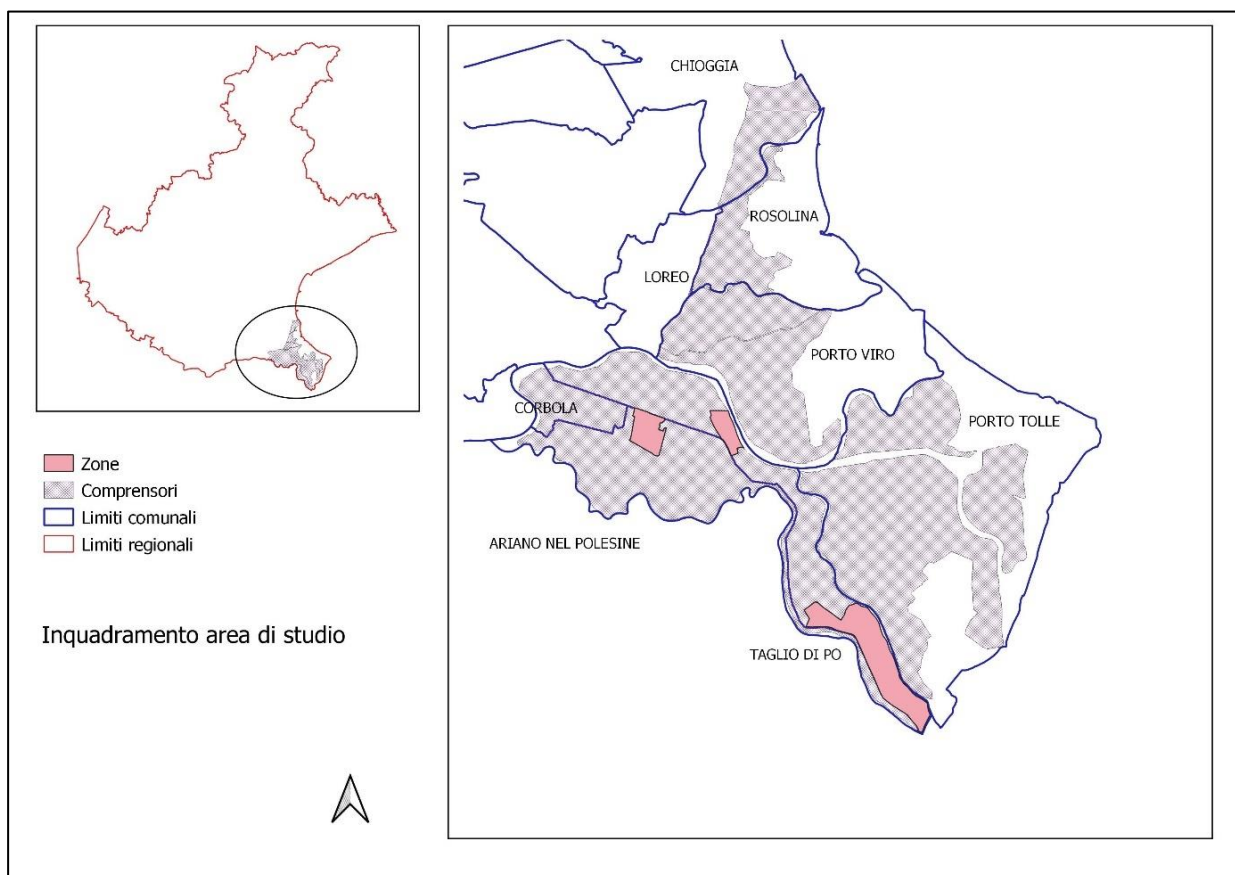 CHIOGGIA
ROSOLINA
LOREO
PORTO VIRO
CORBOLA
PORTO TOLLE
ARIANO NEL POLESINE
TAGLIO DI PO
Zone
Comprensori
Limiti comunali
Limiti regionali
Inquadramento area di studio